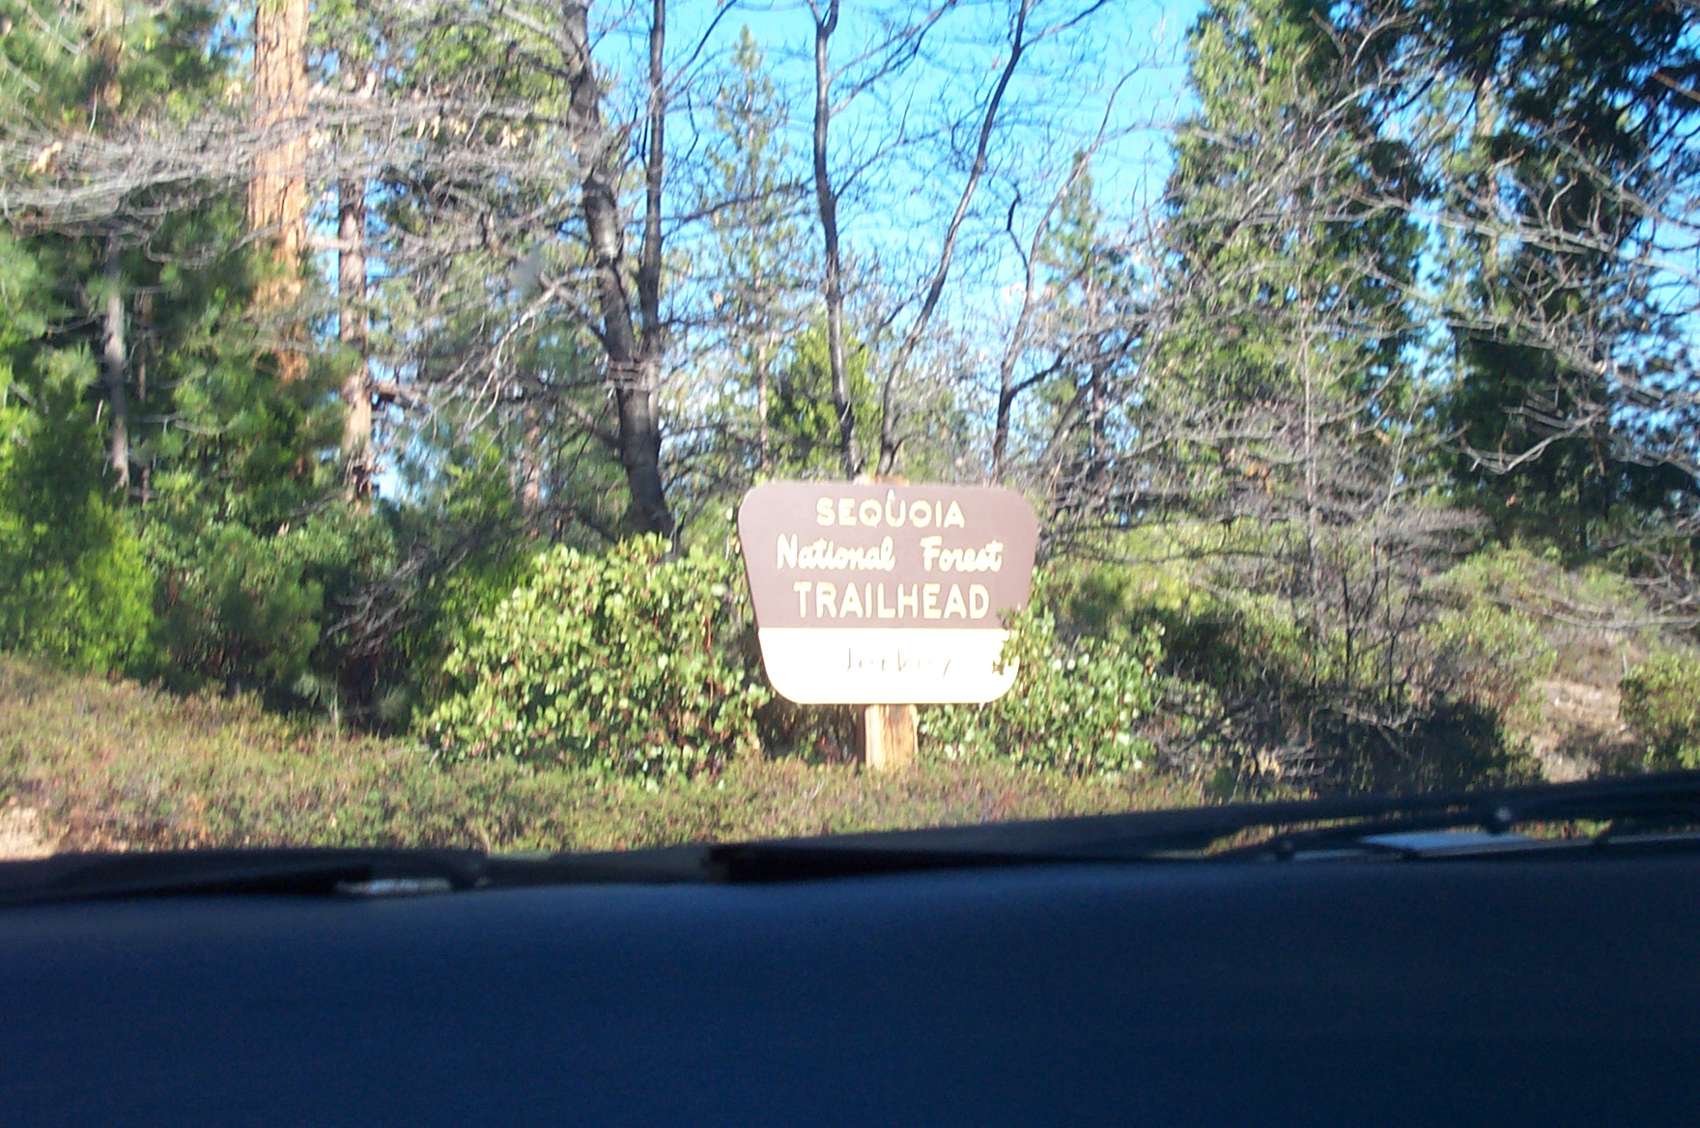 SEQUOIA
National Forest
TRAILHEAD